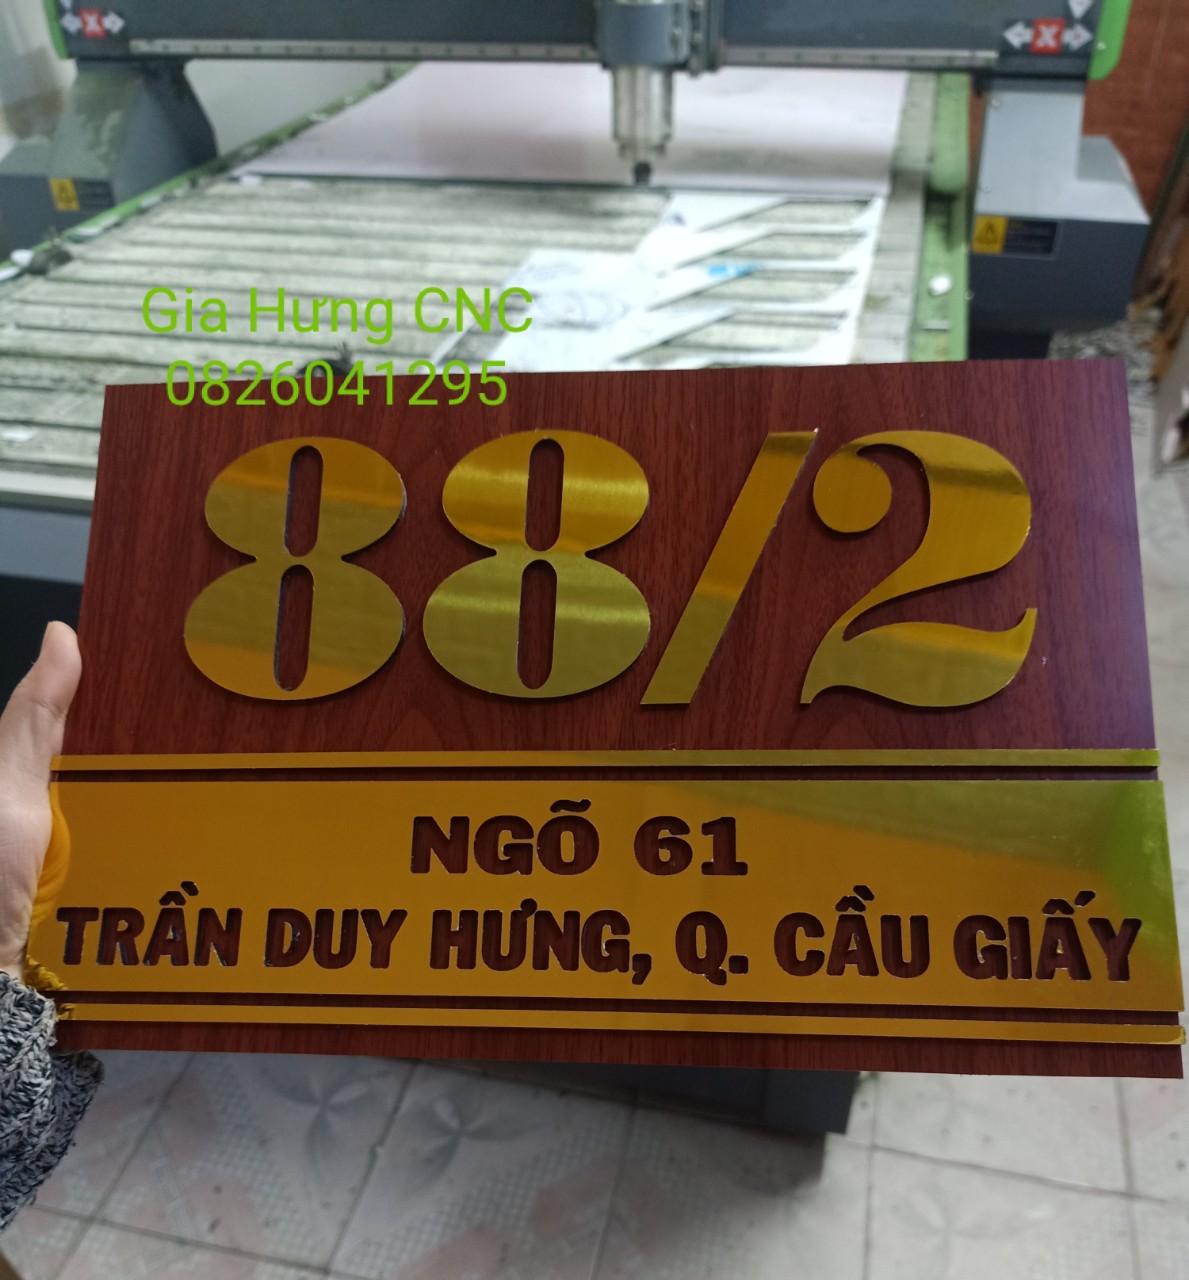 X
X
Gia Hưng CNC
0826041295
88/2
NGÕ 61
TRẦN DUY HƯNG, Q. CẦU GIẤY